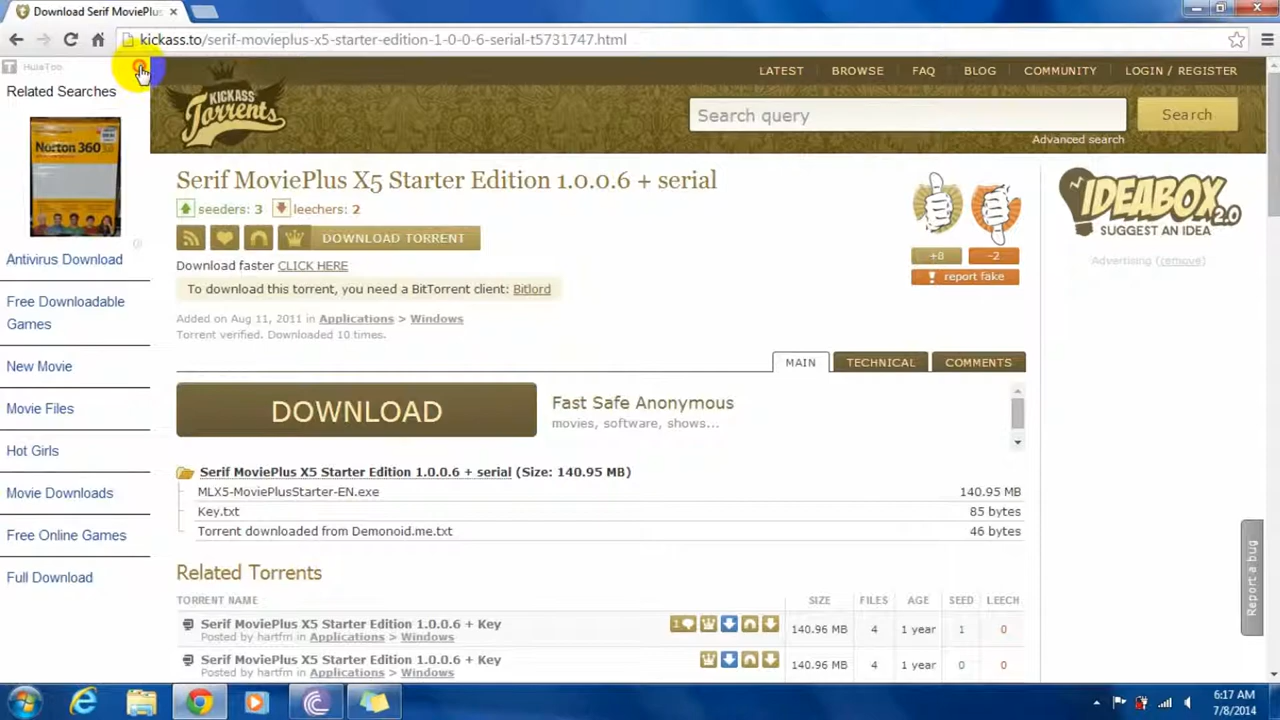 Download Serif MoviePlus
kickass.to/serif-movieplus-x5-starter-edition-1-0-0-6-serial-t5731747.html
HulaToo
Related Searches
Norton 360
Antivirus Download
Free Downloadable
Games
New Movie
Movie Files
Hot Girls
Movie Downloads
Free Online Games
Full Download
KICKASS
Torrents
LATEST
BROWSE
FAQ
BLOG
COMMUNITY
LOGIN / REGISTER
Search query
Search
Advanced search
Serif MoviePlus X5 Starter Edition 1.0.0.6 + serial
seeders: 3
leechers: 2
DOWNLOAD TORRENT
Download faster CLICK HERE
To download this torrent, you need a BitTorrent client: Bitlord
Added on Aug 11, 2011 in Applications > Windows
Torrent verified. Downloaded 10 times.
+8
-2
report fake
IDEABOX 2.0
SUGGEST AN IDEA
Advertising (remove)
MAIN
TECHNICAL
COMMENTS
DOWNLOAD
Fast Safe Anonymous
movies, software, shows...
Serif MoviePlus X5 Starter Edition 1.0.0.6 + serial (Size: 140.95 MB)
MLX5-MoviePlusStarter-EN.exe 140.95 MB
Key.txt 85 bytes
Torrent downloaded from Demonoid.me.txt 46 bytes
Report a bug
Related Torrents
TORRENT NAME SIZE FILES AGE SEED LEECH
Serif MoviePlus X5 Starter Edition 1.0.0.6 + Key 1 140.96 MB 4 1 year 1 0
Posted by hartfm in Applications > Windows
Serif MoviePlus X5 Starter Edition 1.0.0.6 + Key 140.96 MB 4 1 year 0 0
Posted by hartfm in Applications > Windows
6:17 AM
7/8/2014